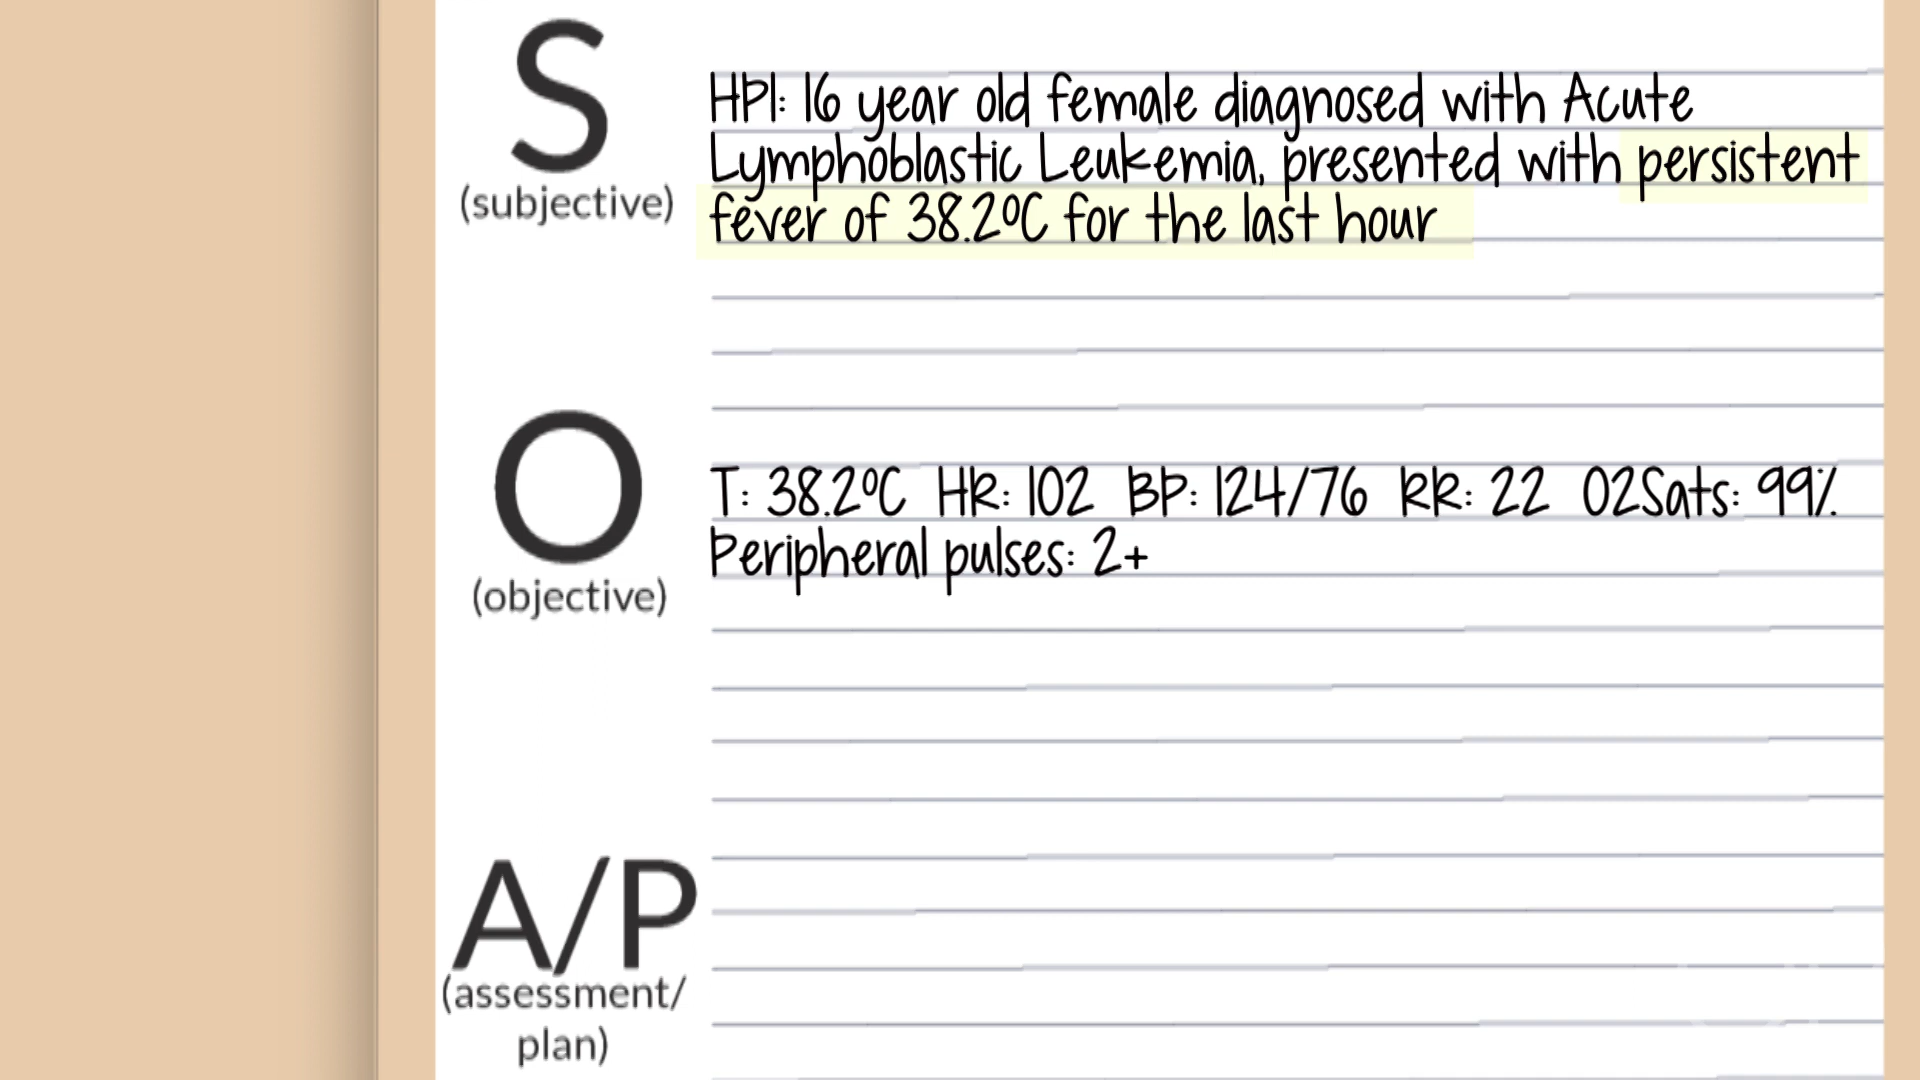 S
(subjective)
HPI: 16 year old female diagnosed with Acute
Lymphoblastic Leukemia, presented with persistent
fever of 38.2ºC for the last hour
O
(objective)
T: 38.2ºC HR: 102 BP: 124/76 RR: 22 O2Sats: 99%
Peripheral pulses: 2+
A/P
(assessment/
plan)